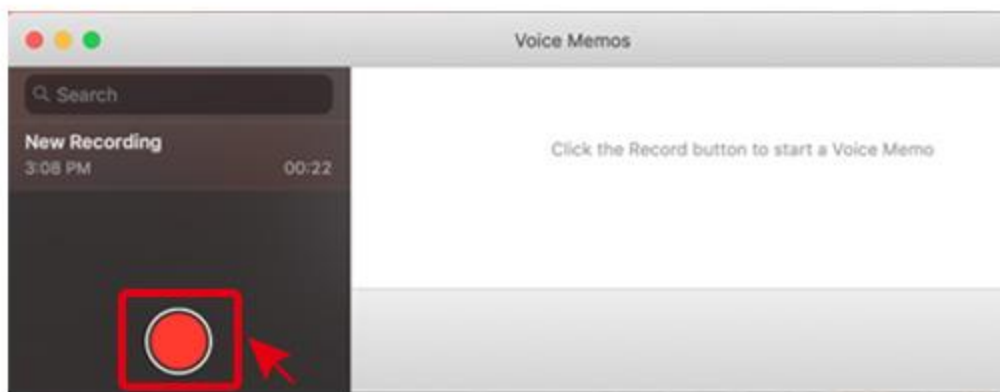 Voice Memos
Search
New Recording
3:08 PM 00:22
Click the Record button to start a Voice Memo